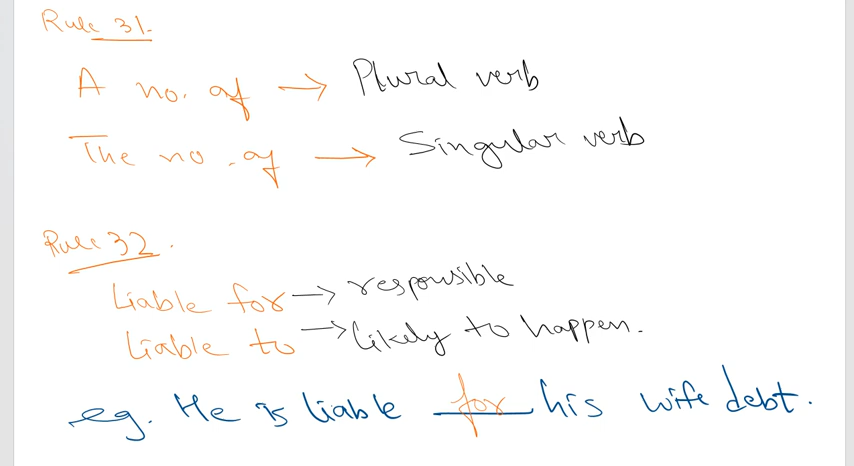 Rule 31.
A no. of → Plural verb
The no. of → Singular verb
Rule 32.
Liable for → responsible
Liable to → likely to happen.
eg. He is liable for his wife debt.